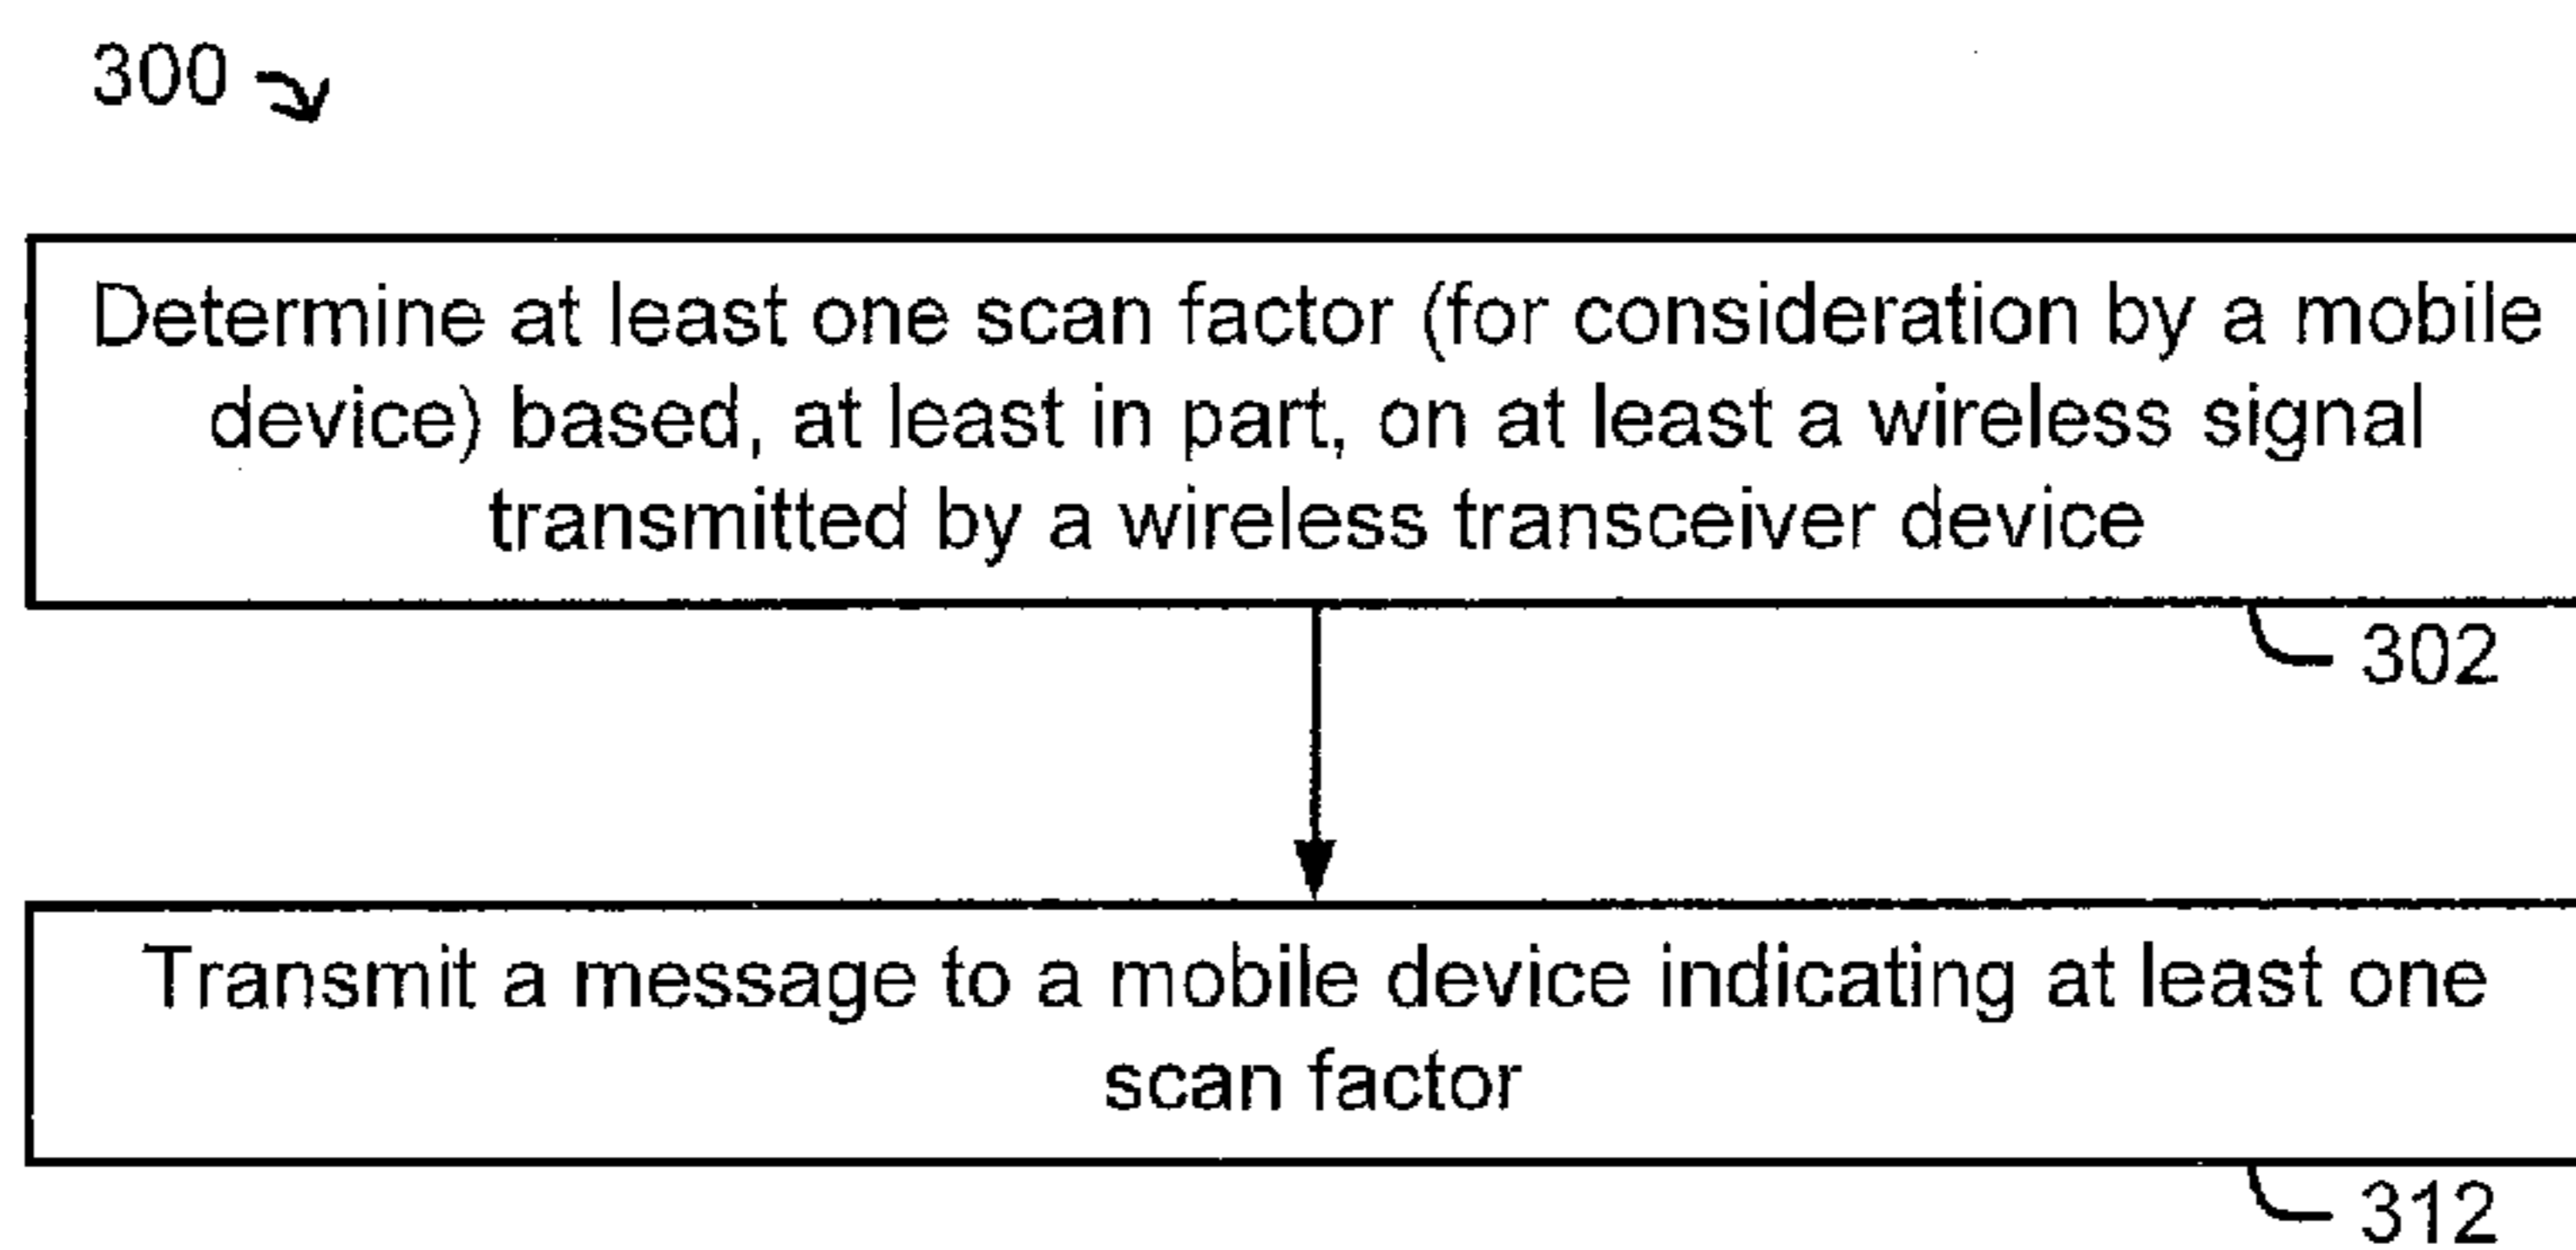 300
Determine at least one scan factor (for consideration by a mobile
device) based, at least in part, on at least a wireless signal
transmitted by a wireless transceiver device
302
Transmit a message to a mobile device indicating at least one
scan factor
312